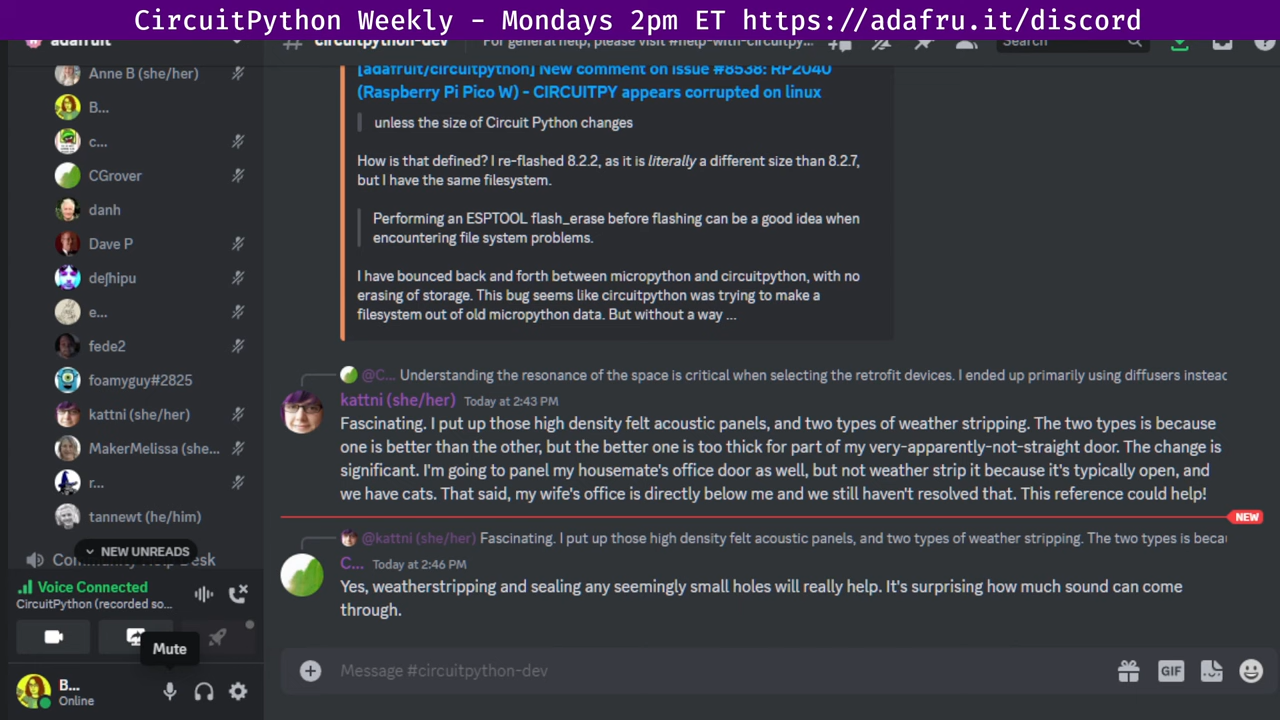 CircuitPython Weekly - Mondays 2pm ET https://adafru.it/discord
adafruit
circuitpython-dev
For general help, please visit #help-with-circuitpy...
Search
Anne B (she/her)
B...
c...
CGrover
danh
Dave P
deʃhipu
e...
fede2
foamyguy#2825
kattni (she/her)
MakerMelissa (she...
r...
tannewt (he/him)
NEW UNREADS
Community Help Desk
Voice Connected
CircuitPython (recorded so...
Mute
B...
Online
[adafruit/circuitpython] New comment on issue #8538: RP2040
(Raspberry Pi Pico W) - CIRCUITPY appears corrupted on linux
unless the size of Circuit Python changes
How is that defined? I re-flashed 8.2.2, as it is literally a different size than 8.2.7,
but I have the same filesystem.
Performing an ESPTOOL flash_erase before flashing can be a good idea when
encountering file system problems.
I have bounced back and forth between micropython and circuitpython, with no
erasing of storage. This bug seems like circuitpython was trying to make a
filesystem out of old micropython data. But without a way ...
@C... Understanding the resonance of the space is critical when selecting the retrofit devices. I ended up primarily using diffusers instead
kattni (she/her) Today at 2:43 PM
Fascinating. I put up those high density felt acoustic panels, and two types of weather stripping. The two types is because
one is better than the other, but the better one is too thick for part of my very-apparently-not-straight door. The change is
significant. I'm going to panel my housemate's office door as well, but not weather strip it because it's typically open, and
we have cats. That said, my wife's office is directly below me and we still haven't resolved that. This reference could help!
NEW
@kattni (she/her) Fascinating. I put up those high density felt acoustic panels, and two types of weather stripping. The two types is becau
C... Today at 2:46 PM
Yes, weatherstripping and sealing any seemingly small holes will really help. It's surprising how much sound can come
through.
Message #circuitpython-dev
GIF